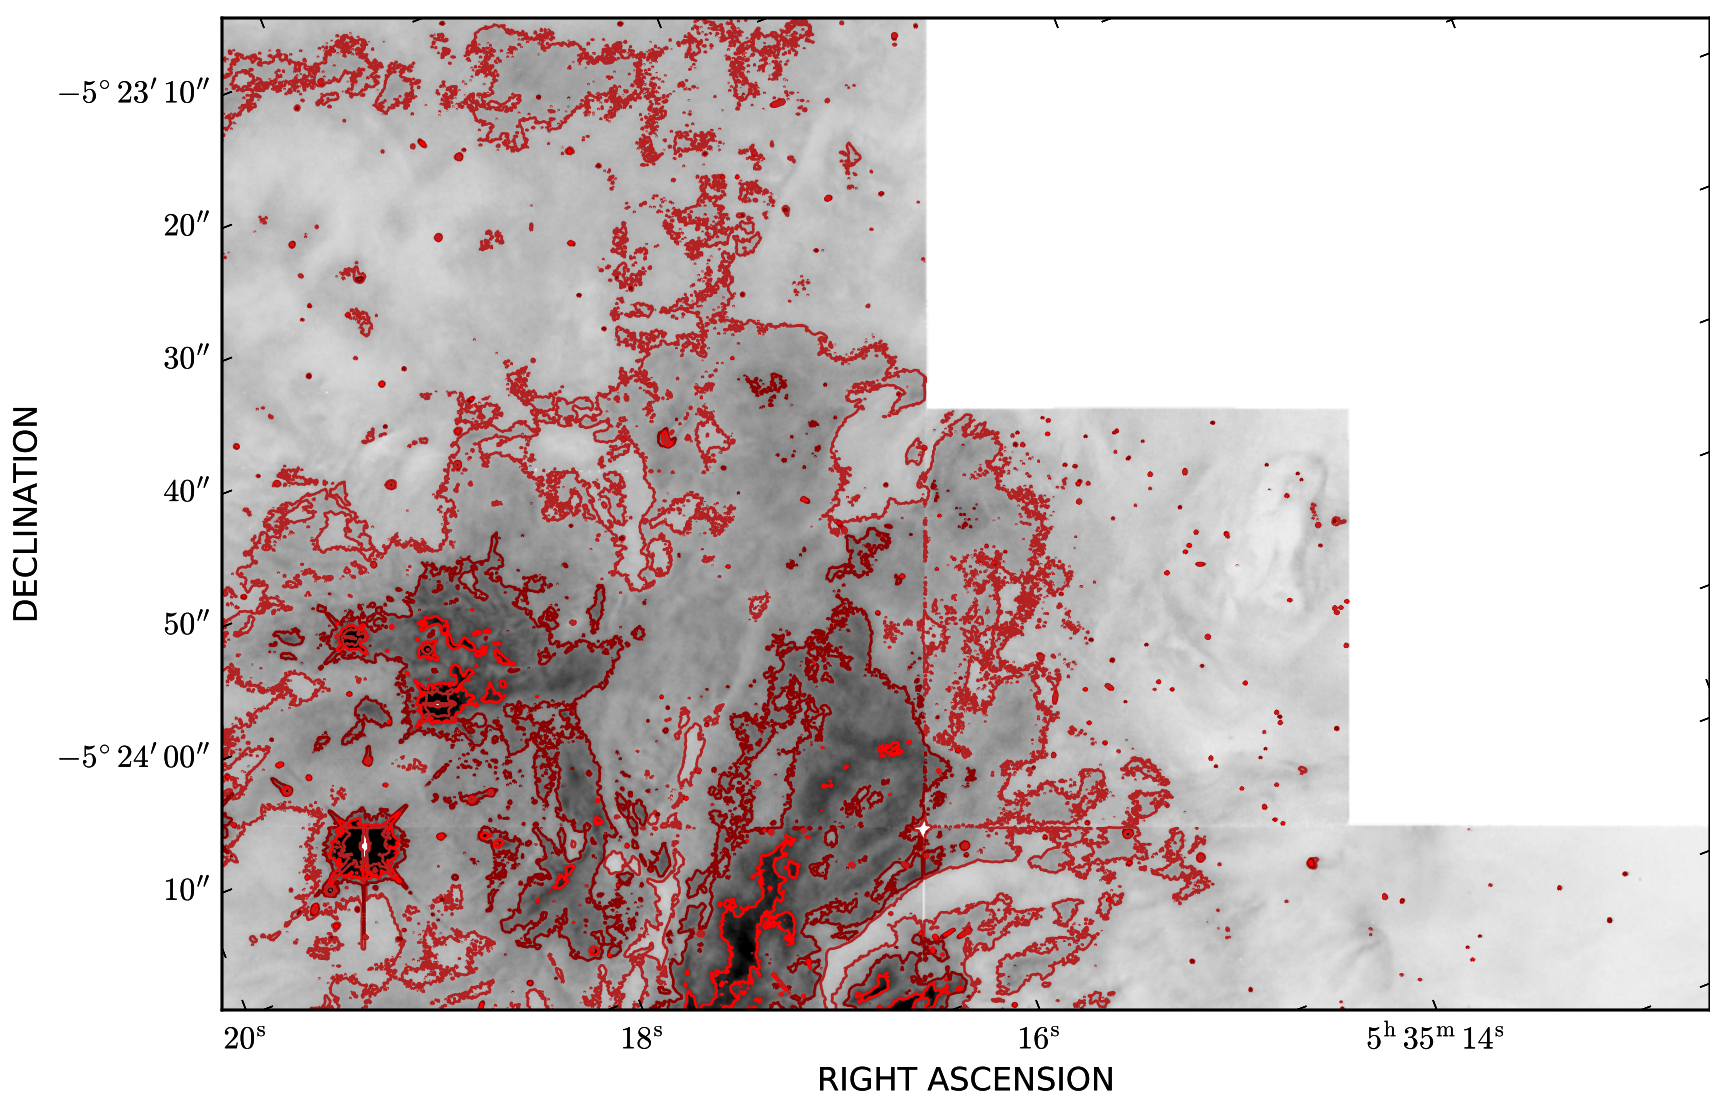 −5° 23′ 10″
20″
30″
40″
50″
−5° 24′ 00″
10″
DECLINATION
20ˢ 18ˢ 16ˢ 5ʰ 35ᵐ 14ˢ
RIGHT ASCENSION